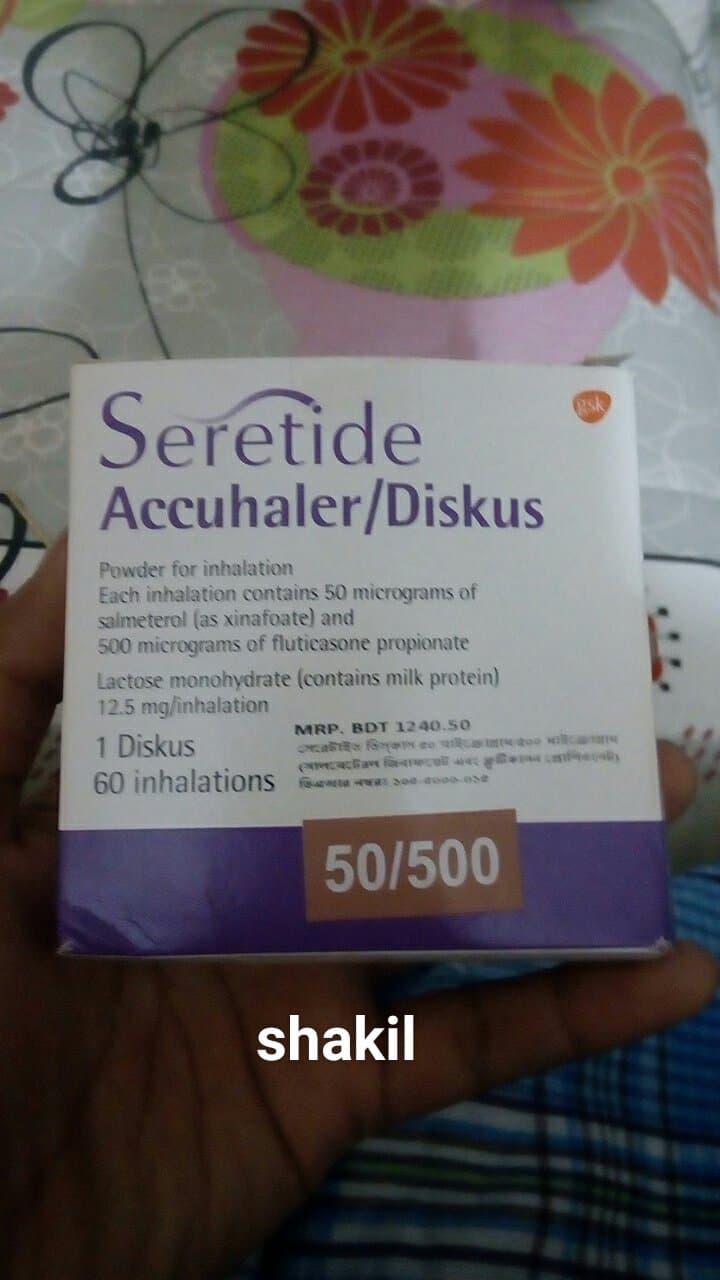 Seretide
gsk
Accuhaler/Diskus
Powder for inhalation
Each inhalation contains 50 micrograms of
salmeterol (as xinafoate) and
500 micrograms of fluticasone propionate
Lactose monohydrate (contains milk protein)
12.5 mg/inhalation
MRP. BDT 1240.50
1 Diskus
60 inhalations
50/500
shakil